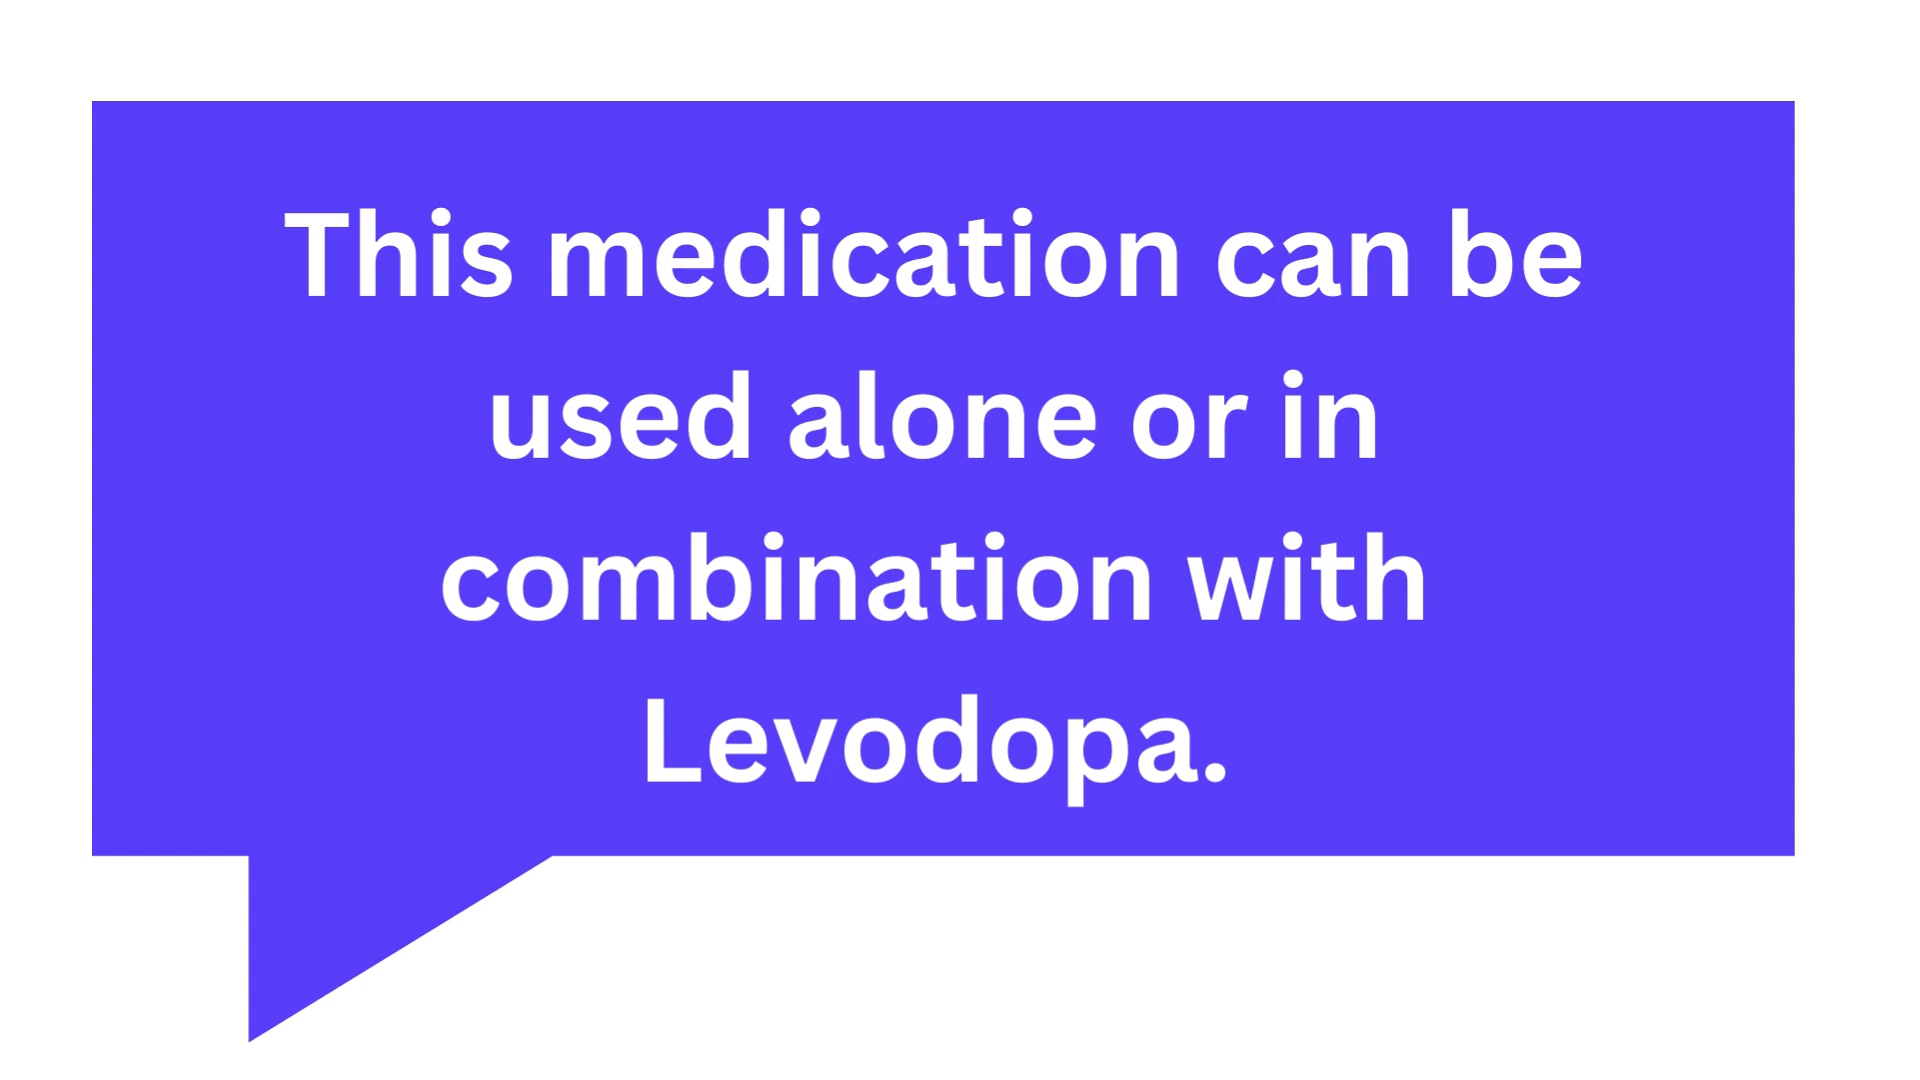 This medication can be
used alone or in
combination with
Levodopa.